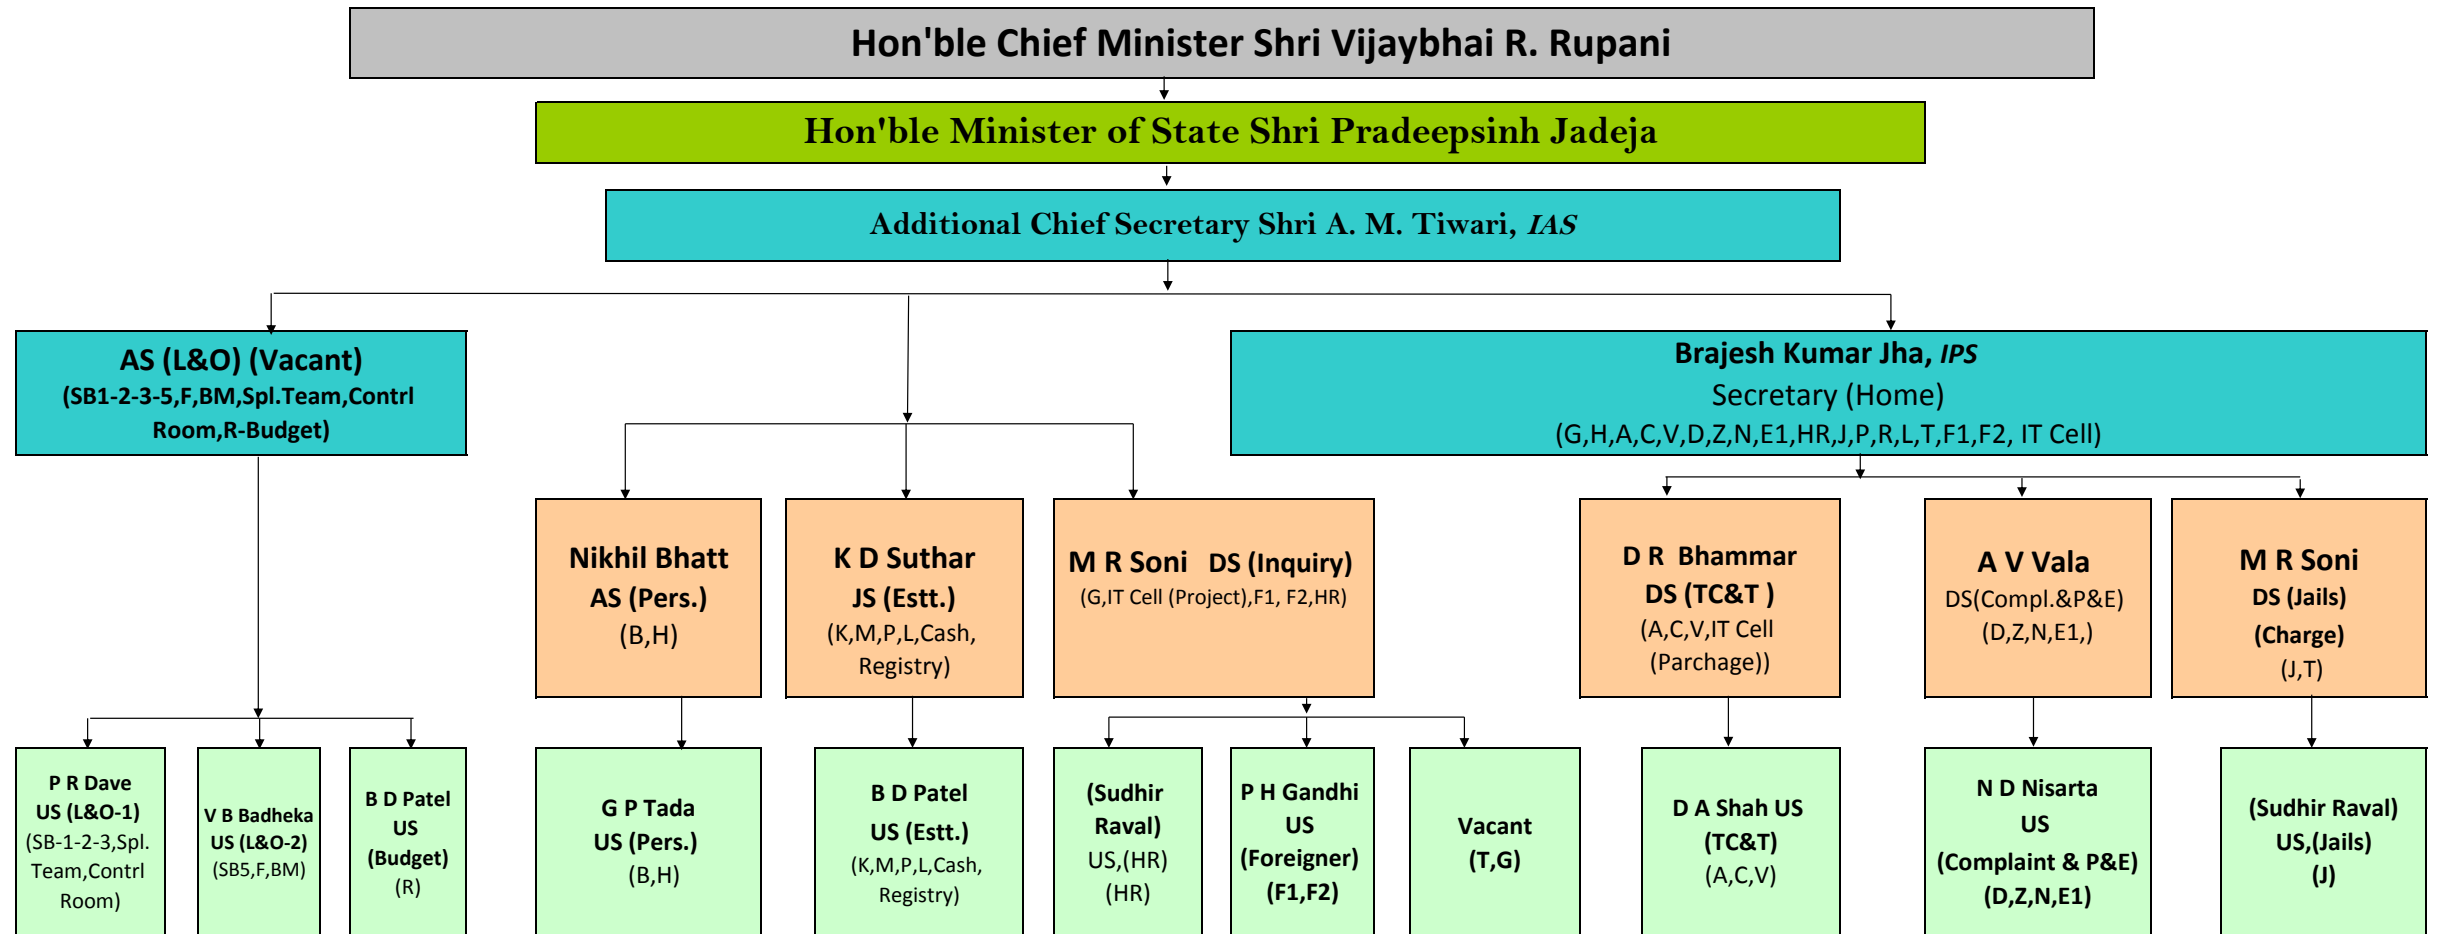 Hon'ble Chief Minister Shri Vijaybhai R. Rupani
Hon'ble Minister of State Shri Pradeepsinh Jadeja
Additional Chief Secretary Shri A. M. Tiwari, IAS
AS (L&O) (Vacant)
(SB1-2-3-5,F,BM,Spl.Team,Contrl
Room,R-Budget)
Brajesh Kumar Jha, IPS
Secretary (Home)
(G,H,A,C,V,D,Z,N,E1,HR,J,P,R,L,T,F1,F2, IT Cell)
Nikhil Bhatt
AS (Pers.)
(B,H)
K D Suthar
JS (Estt.)
(K,M,P,L,Cash,
Registry)
M R Soni DS (Inquiry)
(G,IT Cell (Project),F1, F2,HR)
D R Bhammar
DS (TC&T )
(A,C,V,IT Cell
(Parchage))
A V Vala
DS(Compl.&P&E)
(D,Z,N,E1,)
M R Soni
DS (Jails)
(Charge)
(J,T)
P R Dave
US (L&O-1)
(SB-1-2-3,Spl.
Team,Contrl
Room)
V B Badheka
US (L&O-2)
(SB5,F,BM)
B D Patel
US
(Budget)
(R)
G P Tada
US (Pers.)
(B,H)
B D Patel
US (Estt.)
(K,M,P,L,Cash,
Registry)
(Sudhir
Raval)
US,(HR)
(HR)
P H Gandhi
US
(Foreigner)
(F1,F2)
Vacant
(T,G)
D A Shah US
(TC&T)
(A,C,V)
N D Nisarta
US
(Complaint & P&E)
(D,Z,N,E1)
(Sudhir Raval)
US,(Jails)
(J)